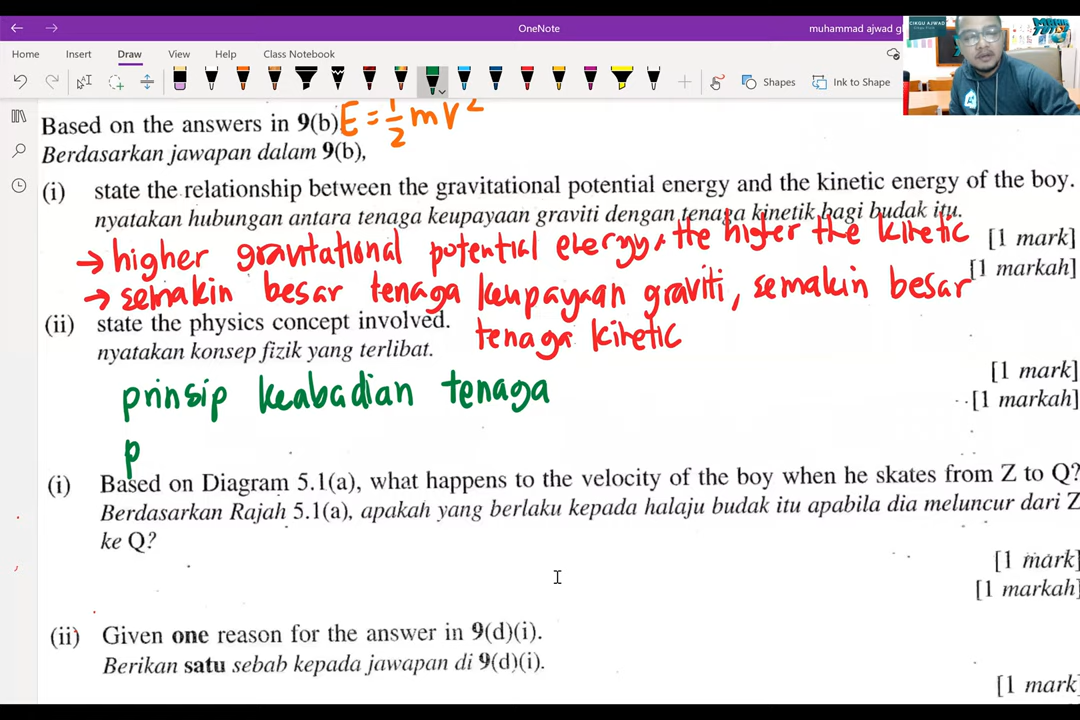 OneNote
muhammad ajwad g
CIKGU AJWAD
Home Insert Draw View Help Class Notebook
Shapes Ink to Shape
Based on the answers in 9(b) E = 1/2 mv²
Berdasarkan jawapan dalam 9(b),
(i) state the relationship between the gravitational potential energy and the kinetic energy of the boy.
nyatakan hubungan antara tenaga keupayaan graviti dengan tenaga kinetik bagi budak itu.
→ higher gravitational potential energy, the higher the kinetic
[1 mark]
[1 markah]
→ semakin besar tenaga keupayaan graviti, semakin besar
tenaga kinetic
(ii) state the physics concept involved.
nyatakan konsep fizik yang terlibat.
[1 mark]
[1 markah]
prinsip keabadian tenaga
p
(i) Based on Diagram 5.1(a), what happens to the velocity of the boy when he skates from Z to Q?
Berdasarkan Rajah 5.1(a), apakah yang berlaku kepada halaju budak itu apabila dia meluncur dari Z
ke Q?
[1 mark]
[1 markah]
(ii) Given one reason for the answer in 9(d)(i).
Berikan satu sebab kepada jawapan di 9(d)(i).
[1 mark